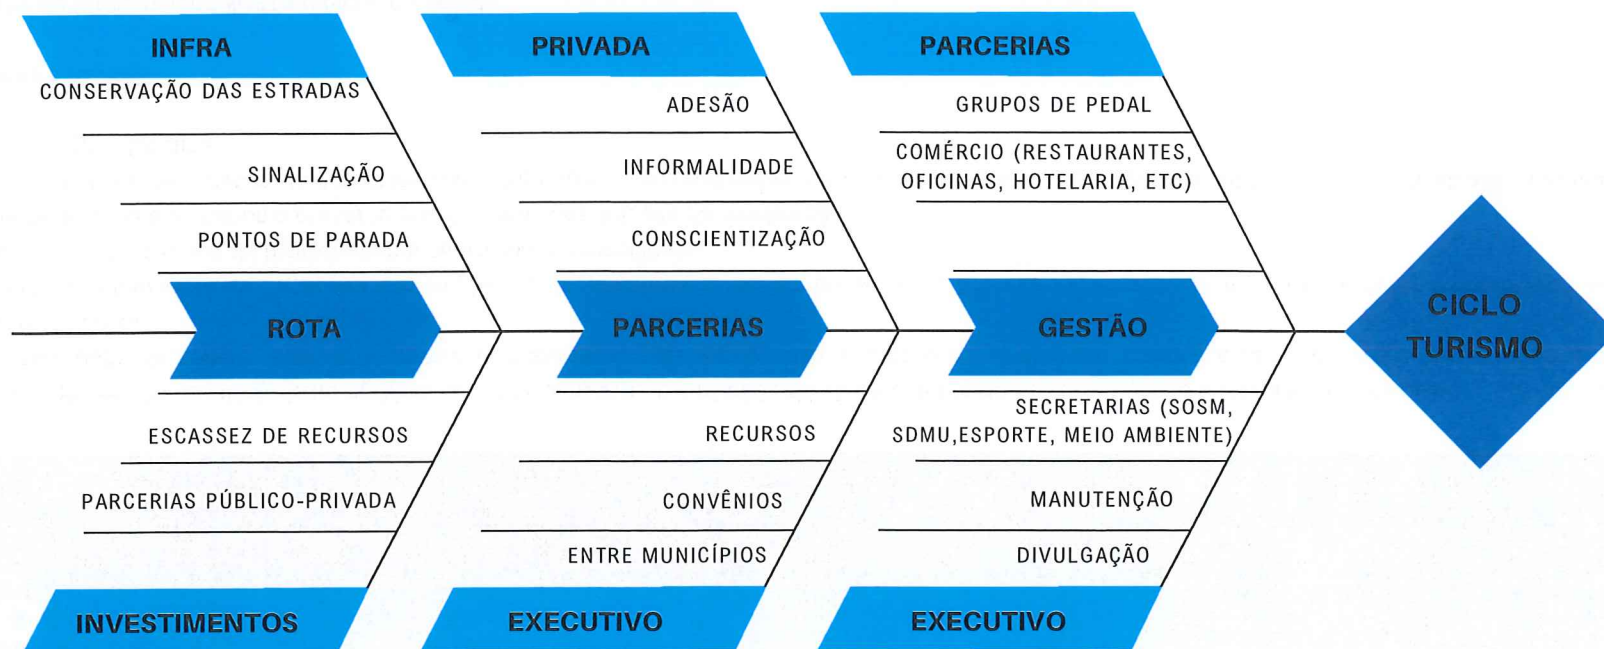 INFRA
CONSERVAÇÃO DAS ESTRADAS
SINALIZAÇÃO
PONTOS DE PARADA
PRIVADA
ADESÃO
INFORMALIDADE
CONSCIENTIZAÇÃO
PARCERIAS
GRUPOS DE PEDAL
COMÉRCIO (RESTAURANTES,
OFICINAS, HOTELARIA, ETC)
ROTA
PARCERIAS
GESTÃO
CICLO
TURISMO
ESCASSEZ DE RECURSOS
PARCERIAS PÚBLICO-PRIVADA
INVESTIMENTOS
RECURSOS
CONVÊNIOS
ENTRE MUNICÍPIOS
EXECUTIVO
SECRETARIAS (SOSM,
SDMU,ESPORTE, MEIO AMBIENTE)
MANUTENÇÃO
DIVULGAÇÃO
EXECUTIVO